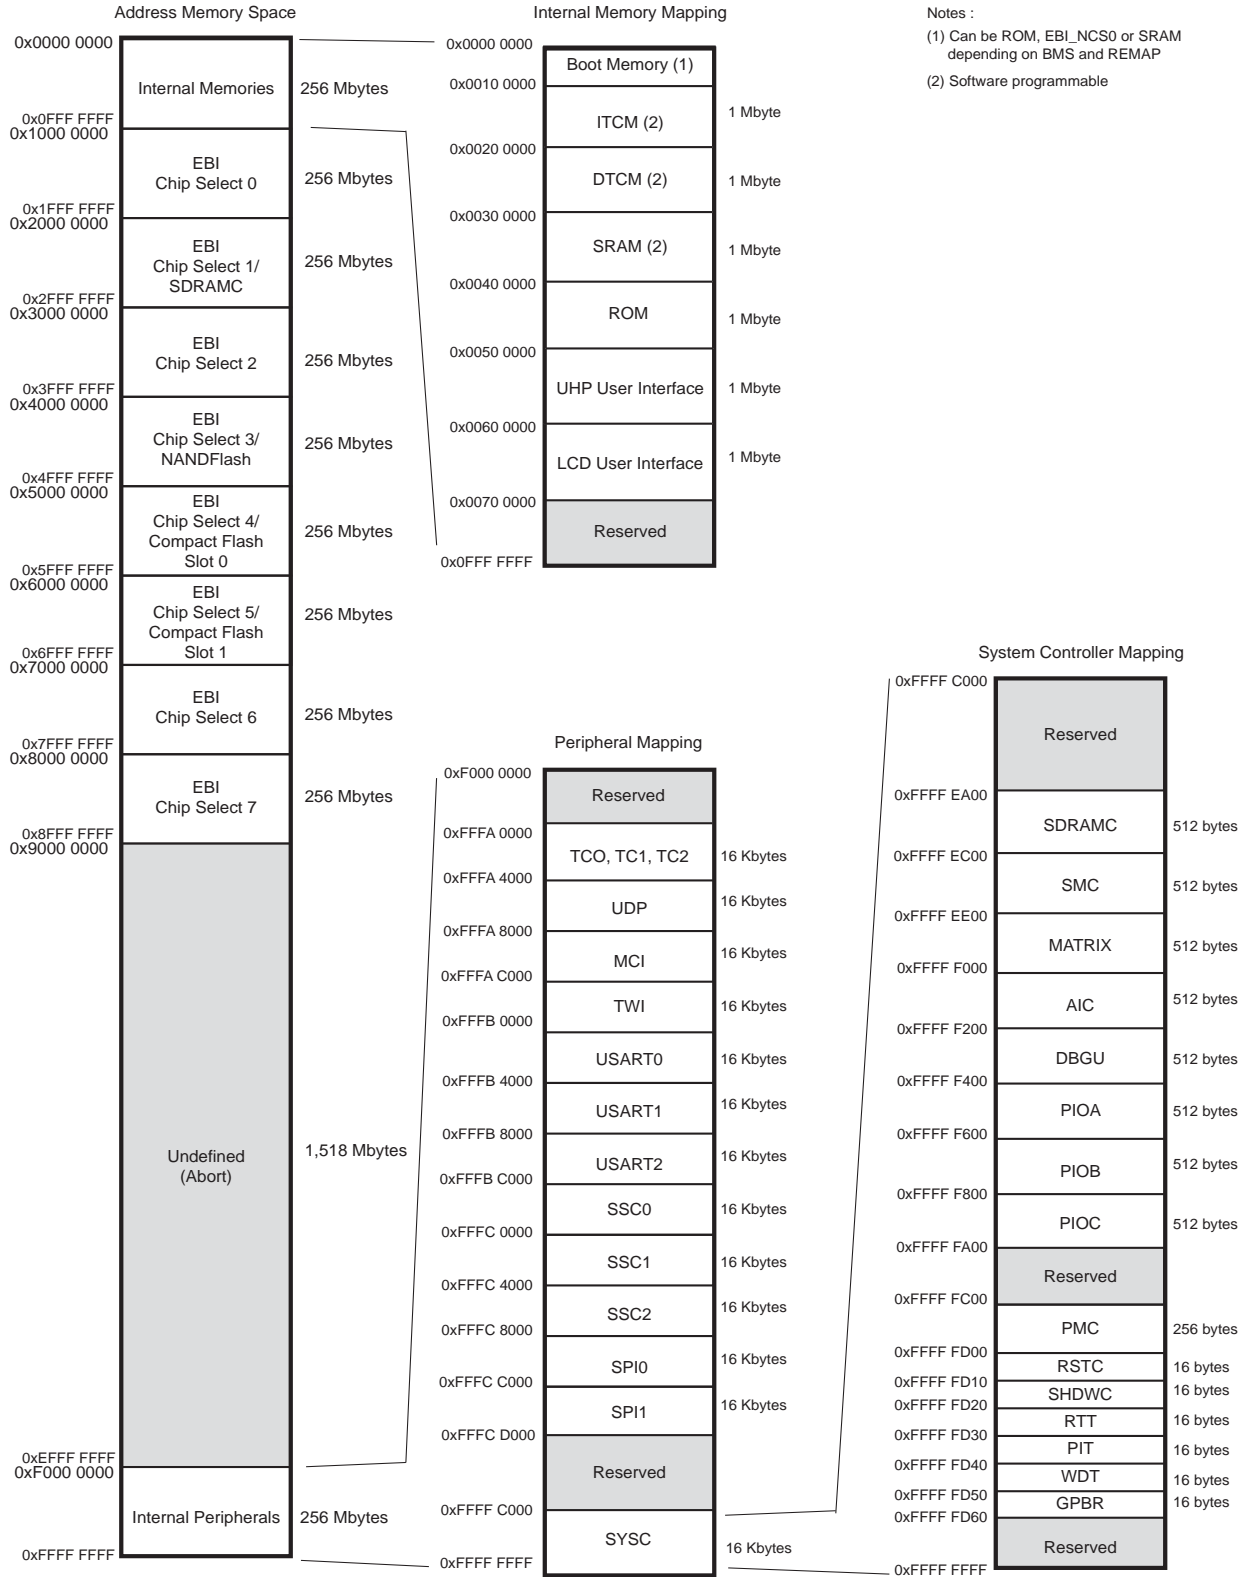 Address Memory Space
0x0000 0000
Internal Memories
256 Mbytes
0x0FFF FFFF
0x1000 0000
EBI
Chip Select 0
256 Mbytes
0x1FFF FFFF
0x2000 0000
EBI
Chip Select 1/
SDRAMC
256 Mbytes
0x2FFF FFFF
0x3000 0000
EBI
Chip Select 2
256 Mbytes
0x3FFF FFFF
0x4000 0000
EBI
Chip Select 3/
NANDFlash
256 Mbytes
0x4FFF FFFF
0x5000 0000
EBI
Chip Select 4/
Compact Flash
Slot 0
256 Mbytes
0x5FFF FFFF
0x6000 0000
EBI
Chip Select 5/
Compact Flash
Slot 1
256 Mbytes
0x6FFF FFFF
0x7000 0000
EBI
Chip Select 6
256 Mbytes
0x7FFF FFFF
0x8000 0000
EBI
Chip Select 7
256 Mbytes
0x8FFF FFFF
0x9000 0000
Undefined
(Abort)
1,518 Mbytes
0xEFFF FFFF
0xF000 0000
Internal Peripherals
256 Mbytes
0xFFFF FFFF
Internal Memory Mapping
0x0000 0000
Boot Memory (1)
0x0010 0000
ITCM (2)
1 Mbyte
0x0020 0000
DTCM (2)
1 Mbyte
0x0030 0000
SRAM (2)
1 Mbyte
0x0040 0000
ROM
1 Mbyte
0x0050 0000
UHP User Interface
1 Mbyte
0x0060 0000
LCD User Interface
1 Mbyte
0x0070 0000
Reserved
0x0FFF FFFF
Notes :
(1) Can be ROM, EBI_NCS0 or SRAM
depending on BMS and REMAP
(2) Software programmable
Peripheral Mapping
0xF000 0000
Reserved
0xFFFA 0000
TCO, TC1, TC2
16 Kbytes
0xFFFA 4000
UDP
16 Kbytes
0xFFFA 8000
MCI
16 Kbytes
0xFFFA C000
TWI
16 Kbytes
0xFFFB 0000
USART0
16 Kbytes
0xFFFB 4000
USART1
16 Kbytes
0xFFFB 8000
USART2
16 Kbytes
0xFFFB C000
SSC0
16 Kbytes
0xFFFC 0000
SSC1
16 Kbytes
0xFFFC 4000
SSC2
16 Kbytes
0xFFFC 8000
SPI0
16 Kbytes
0xFFFC C000
SPI1
16 Kbytes
0xFFFC D000
Reserved
0xFFFF C000
SYSC
16 Kbytes
0xFFFF FFFF
System Controller Mapping
0xFFFF C000
Reserved
0xFFFF EA00
SDRAMC
512 bytes
0xFFFF EC00
SMC
512 bytes
0xFFFF EE00
MATRIX
512 bytes
0xFFFF F000
AIC
512 bytes
0xFFFF F200
DBGU
512 bytes
0xFFFF F400
PIOA
512 bytes
0xFFFF F600
PIOB
512 bytes
0xFFFF F800
PIOC
512 bytes
0xFFFF FA00
Reserved
0xFFFF FC00
PMC
256 bytes
0xFFFF FD00
RSTC
16 bytes
0xFFFF FD10
SHDWC
16 bytes
0xFFFF FD20
RTT
16 bytes
0xFFFF FD30
PIT
16 bytes
0xFFFF FD40
WDT
16 bytes
0xFFFF FD50
GPBR
16 bytes
0xFFFF FD60
Reserved
0xFFFF FFFF